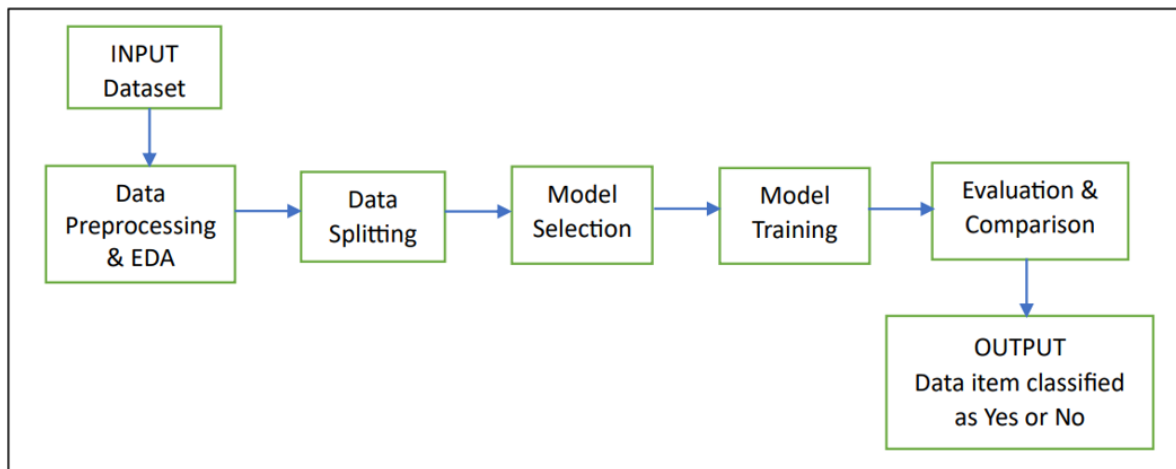 INPUT
Dataset
Data
Preprocessing
& EDA
Data
Splitting
Model
Selection
Model
Training
Evaluation &
Comparison
OUTPUT
Data item classified
as Yes or No